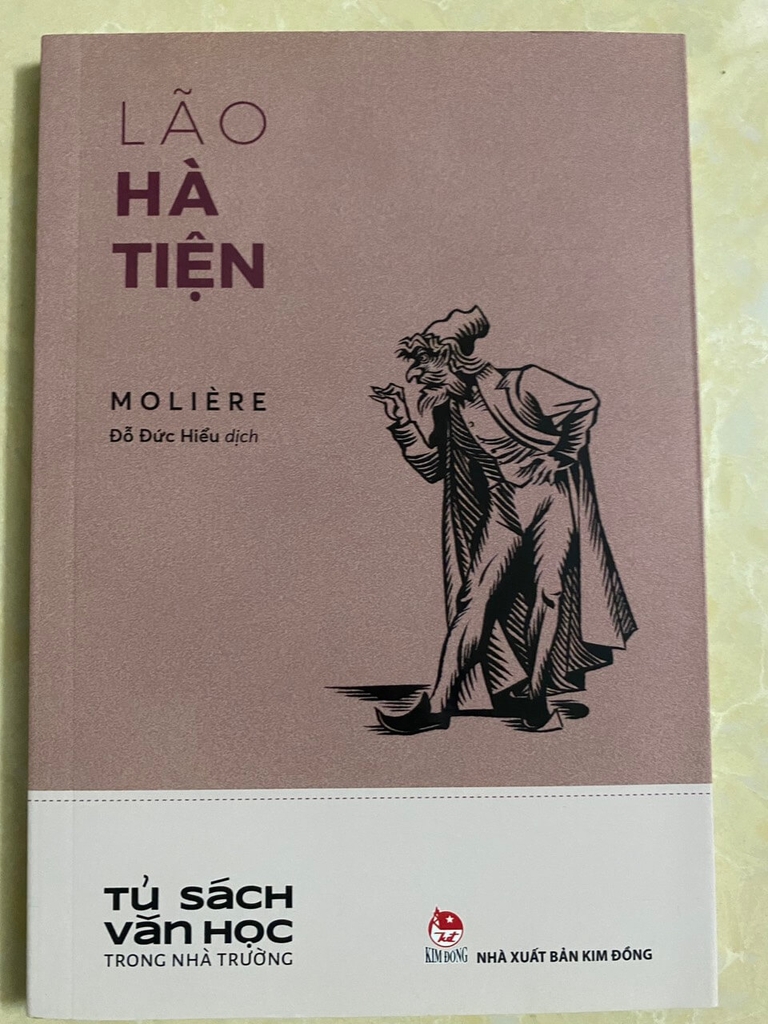 LÃO
HÀ
TIỆN
MOLIÈRE
Đỗ Đức Hiểu dịch
Tủ sách
văn học
TRONG NHÀ TRƯỜNG
kđ
KIM ĐỒNG
NHÀ XUẤT BẢN KIM ĐỒNG